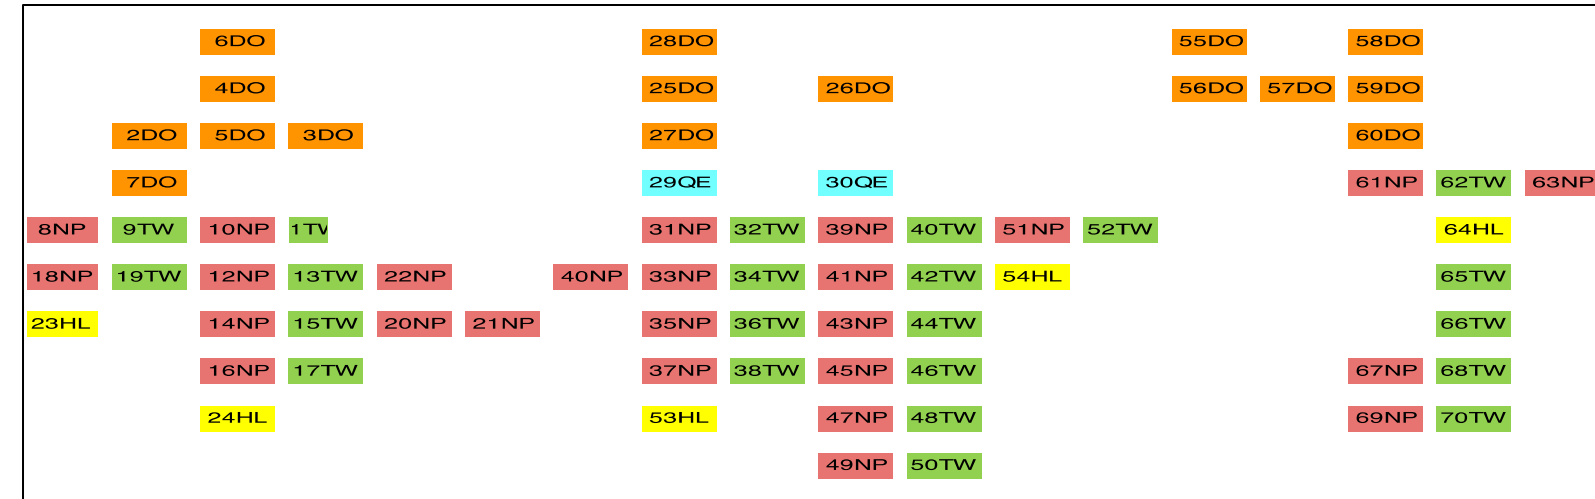 6DO 28DO 55DO 58DO
4DO 25DO 26DO 56DO 57DO 59DO
2DO 5DO 3DO 27DO 60DO
7DO 29QE 30QE 61NP 62TW 63NP
8NP 9TW 10NP 1TV 31NP 32TW 39NP 40TW 51NP 52TW 64HL
18NP 19TW 12NP 13TW 22NP 40NP 33NP 34TW 41NP 42TW 54HL 65TW
23HL 14NP 15TW 20NP 21NP 35NP 36TW 43NP 44TW 66TW
16NP 17TW 37NP 38TW 45NP 46TW 67NP 68TW
24HL 53HL 47NP 48TW 69NP 70TW
49NP 50TW